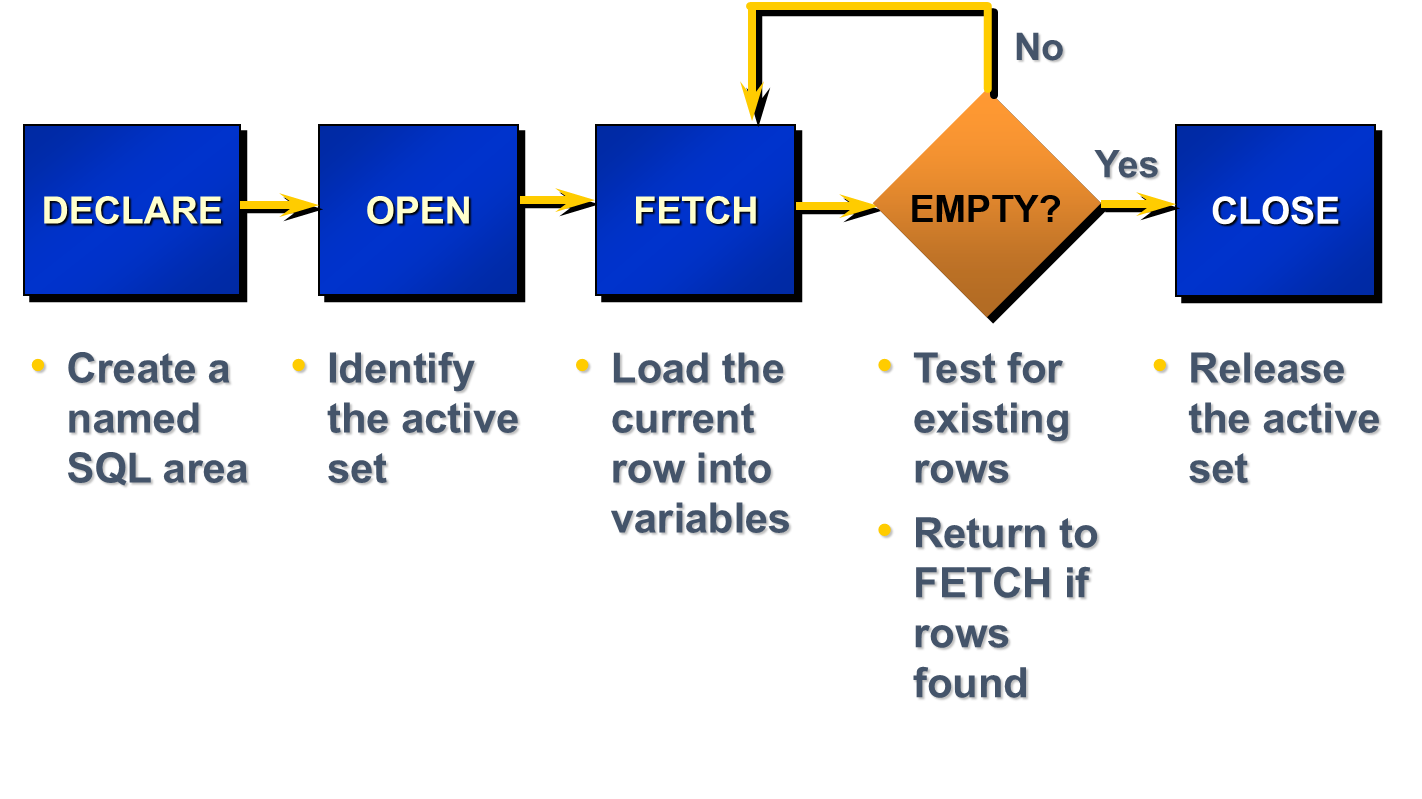 No
Yes
DECLARE
OPEN
FETCH
EMPTY?
CLOSE
• Create a
named
SQL area
• Identify
the active
set
• Load the
current
row into
variables
• Test for
existing
rows
• Return to
FETCH if
rows
found
• Release
the active
set